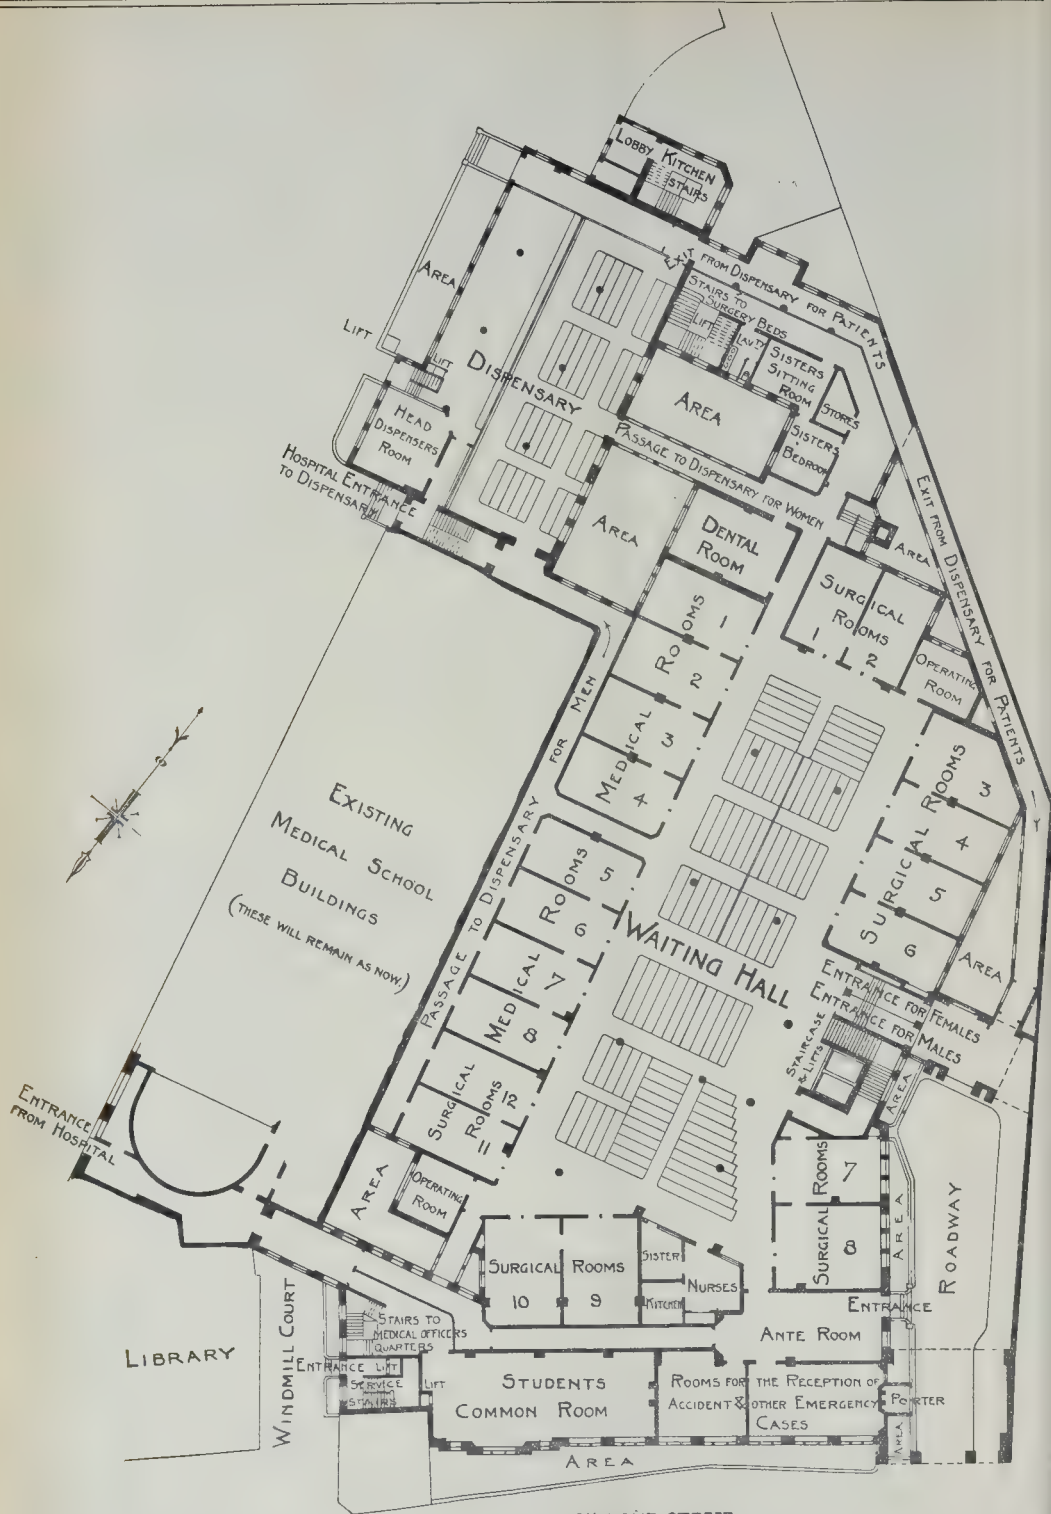 LOBBY KITCHEN
STAIRS
EXIT FROM DISPENSARY FOR PATIENTS
STAIRS TO
SURGERY BEDS
LIFT
LAVTY
SISTERS
SITTING
ROOM
STORES
SISTERS
BEDROOM
AREA
LIFT
LIFT
DISPENSARY
AREA
HEAD
DISPENSERS
ROOM
HOSPITAL ENTRANCE
TO DISPENSARY
PASSAGE TO DISPENSARY FOR WOMEN
EXIT FROM DISPENSARY FOR PATIENTS
AREA
AREA
DENTAL
ROOM
SURGICAL
ROOMS
1
2
OPERATING
ROOM
MEDICAL ROOMS
1
2
3
4
SURGICAL ROOMS
3
4
5
6
AREA
EXISTING
MEDICAL SCHOOL
BUILDINGS
(THESE WILL REMAIN AS NOW.)
PASSAGE TO DISPENSARY FOR MEN
MEDICAL ROOMS
5
6
7
8
WAITING HALL
ENTRANCE FOR FEMALES
ENTRANCE FOR MALES
STAIRCASE
& LIFTS
AREA
SURGICAL
ROOMS
12
11
ENTRANCE
FROM HOSPITAL
AREA
OPERATING
ROOM
SURGICAL ROOMS
7
8
AREA
ROADWAY
SURGICAL ROOMS
10 9
SISTER
KITCHEN
NURSES
ENTRANCE
ANTE ROOM
STAIRS TO
MEDICAL OFFICERS
QUARTERS
WINDMILL COURT
LIBRARY
ENTRANCE
LIFT
SERVICE
STAIRS
LIFT
STUDENTS
COMMON ROOM
ROOMS FOR THE RECEPTION OF
ACCIDENT & OTHER EMERGENCY
CASES
PORTER
AREA
AREA